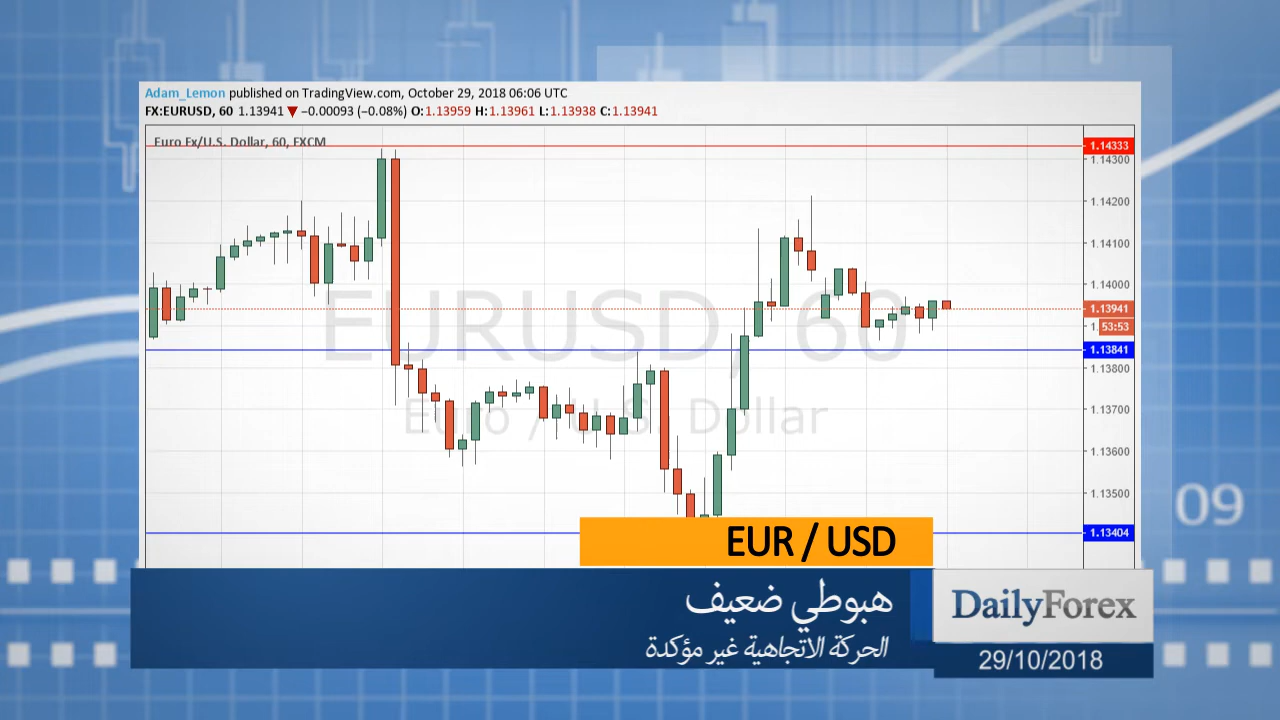 Adam_Lemon published on TradingView.com, October 29, 2018 06:06 UTC
FX:EURUSD, 60 1.13941 ▼ −0.00093 (−0.08%) O:1.13959 H:1.13961 L:1.13938 C:1.13941
Euro Fx/U.S. Dollar, 60, FXCM
1.14333
1.14300
1.14200
1.14100
1.14000
1.13941
53:53
1.13841
1.13800
1.13700
1.13600
1.13500
1.13404
EURUSD, 60
Euro / U.S. Dollar
09
EUR / USD
هبوطي ضعيف
الحركة الاتجاهية غير مؤكدة
DailyForex
29/10/2018